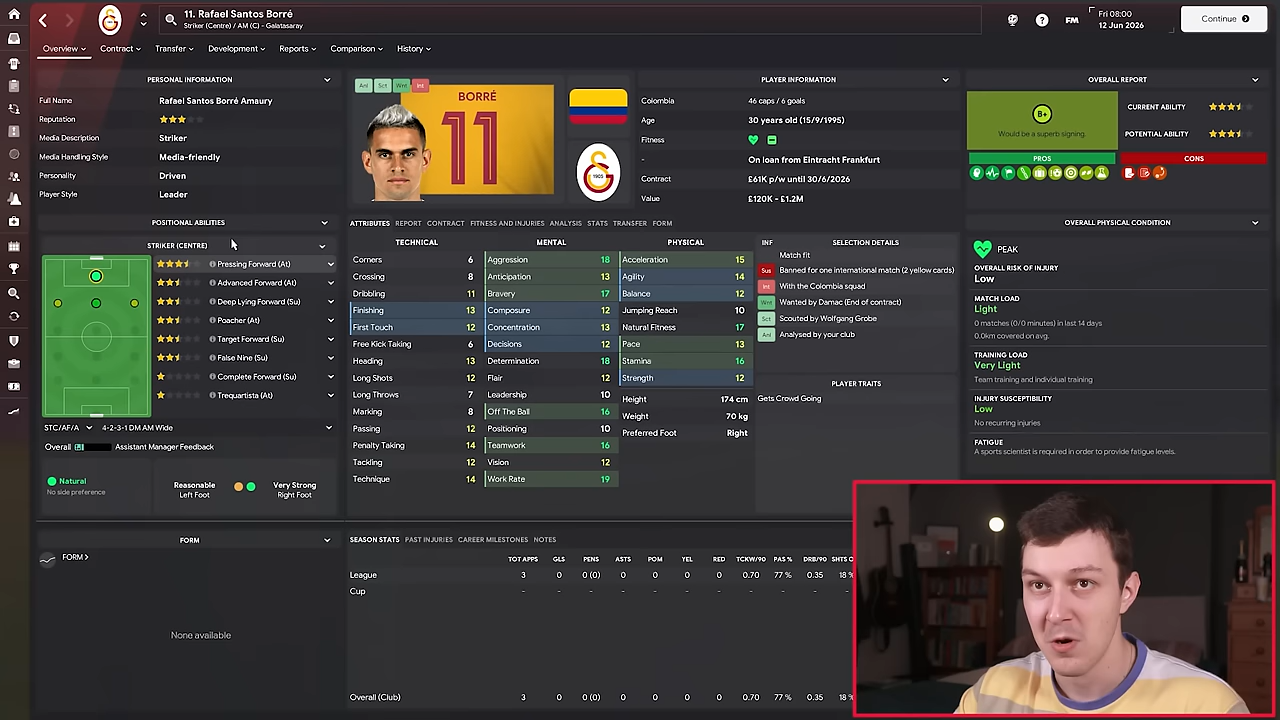 11. Rafael Santos Borré
Striker (Centre) / AM (C) - Galatasaray
FM
Fri 08:00
12 Jun 2026
Continue
Overview
Contract
Transfer
Development
Reports
Comparison
History
PERSONAL INFORMATION
Full Name Rafael Santos Borré Amaury
Reputation
Media Description Striker
Media Handling Style Media-friendly
Personality Driven
Player Style Leader
POSITIONAL ABILITIES
STRIKER (CENTRE)
Pressing Forward (At)
Advanced Forward (At)
Deep Lying Forward (Su)
Poacher (At)
Target Forward (Su)
False Nine (Su)
Complete Forward (Su)
Trequartista (At)
STC/AF/A 4-2-3-1 DM AM Wide
Overall Assistant Manager Feedback
Natural
No side preference
Reasonable
Left Foot
Very Strong
Right Foot
FORM
FORM >
None available
Anl Sct Wnt Int
BORRÉ
11
1905
PLAYER INFORMATION
Colombia 46 caps / 6 goals
Age 30 years old (15/9/1995)
Fitness
- On loan from Eintracht Frankfurt
Contract £61K p/w until 30/6/2026
Value £120K - £1.2M
ATTRIBUTES REPORT CONTRACT FITNESS AND INJURIES ANALYSIS STATS TRANSFER FORM
TECHNICAL
Corners 6
Crossing 8
Dribbling 11
Finishing 13
First Touch 12
Free Kick Taking 6
Heading 13
Long Shots 12
Long Throws 7
Marking 8
Passing 12
Penalty Taking 14
Tackling 12
Technique 14
MENTAL
Aggression 18
Anticipation 13
Bravery 17
Composure 12
Concentration 13
Decisions 12
Determination 18
Flair 12
Leadership 10
Off The Ball 16
Positioning 10
Teamwork 16
Vision 12
Work Rate 19
PHYSICAL
Acceleration 15
Agility 14
Balance 12
Jumping Reach 10
Natural Fitness 17
Pace 13
Stamina 16
Strength 12
Height 174 cm
Weight 70 kg
Preferred Foot Right
INF SELECTION DETAILS
Match fit
Sus Banned for one international match (2 yellow cards)
Int With the Colombia squad
Wnt Wanted by Damac (End of contract)
Sct Scouted by Wolfgang Grobe
Anl Analysed by your club
PLAYER TRAITS
Gets Crowd Going
OVERALL REPORT
B+
Would be a superb signing.
CURRENT ABILITY
POTENTIAL ABILITY
PROS
CONS
OVERALL PHYSICAL CONDITION
PEAK
OVERALL RISK OF INJURY
Low
MATCH LOAD
Light
0 matches (0/0 minutes) in last 14 days
0.0km covered on avg.
TRAINING LOAD
Very Light
Team training and individual training
INJURY SUSCEPTIBILITY
Low
No recurring injuries
FATIGUE
A sports scientist is required in order to provide fatigue levels.
SEASON STATS PAST INJURIES CAREER MILESTONES NOTES
TOT APPS GLS PENS ASTS POM YEL RED TCKW/90 PAS % DRB/90 SHTS
League 3 0 0 (0) 0 0 0 0 0.70 77 % 0.35 18 %
Cup - - - - - - - - - - -
Overall (Club) 3 0 0 (0) 0 0 0 0 0.70 77 % 0.35 18 %